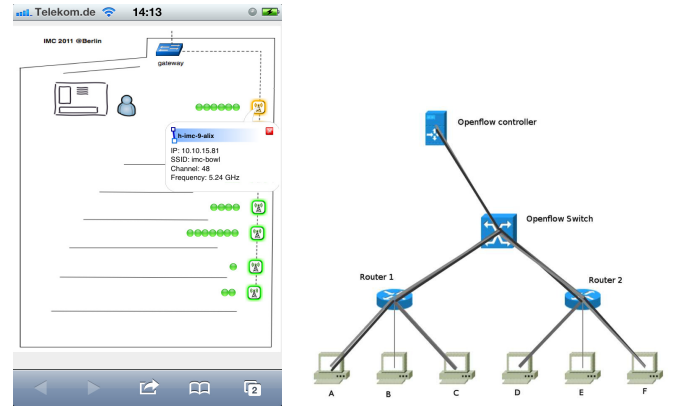 Telekom.de 14:13
IMC 2011 @Berlin
gateway
h-imc-9-alix
IP: 10.10.15.81
SSID: imc-bowl
Channel: 48
Frequency: 5.24 GHz
2
Openflow controller
Openflow Switch
Router 1
Router 2
A B C D E F